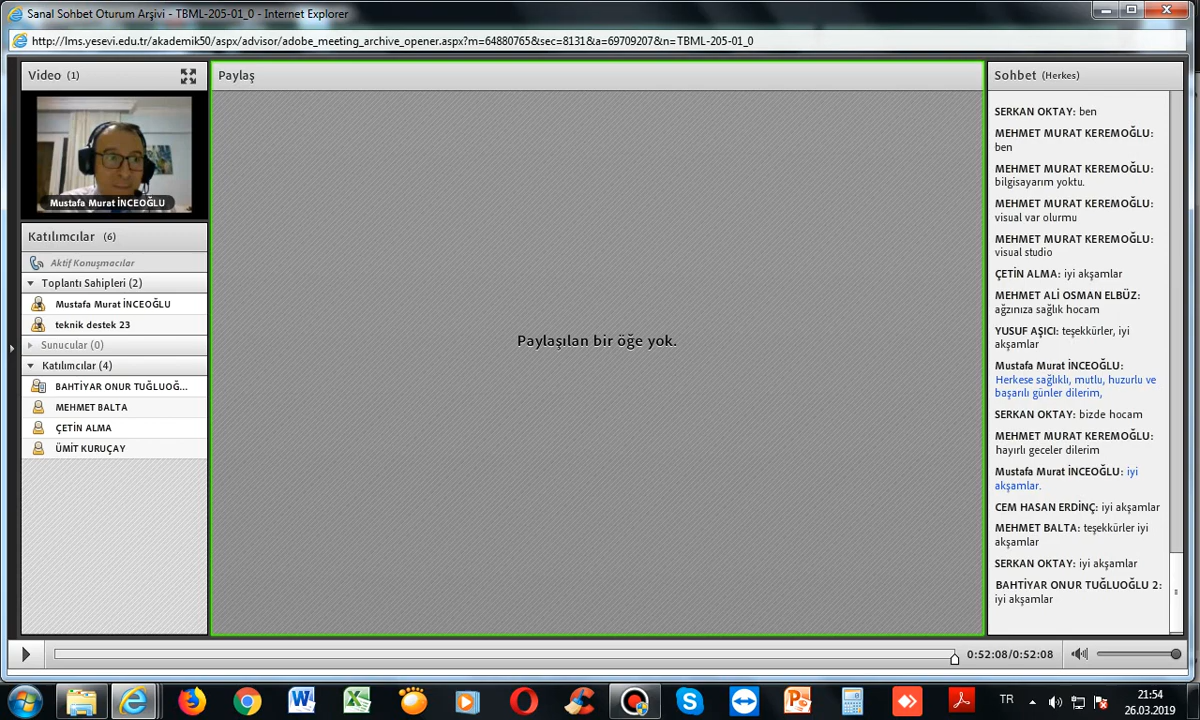 Sanal Sohbet Oturum Arşivi - TBML-205-01_0 - Internet Explorer
http://lms.yesevi.edu.tr/akademik50/aspx/advisor/adobe_meeting_archive_opener.aspx?m=64880765&sec=8131&a=69709207&n=TBML-205-01_0
Video (1)
Mustafa Murat İNCEOĞLU
Katılımcılar (6)
Aktif Konuşmacılar
Toplantı Sahipleri (2)
Mustafa Murat İNCEOĞLU
teknik destek 23
Sunucular (0)
Katılımcılar (4)
BAHTİYAR ONUR TUĞLUOĞ...
MEHMET BALTA
ÇETİN ALMA
ÜMİT KURUÇAY
Paylaş
Paylaşılan bir öğe yok.
Sohbet (Herkes)
SERKAN OKTAY: ben
MEHMET MURAT KEREMOĞLU:
ben
MEHMET MURAT KEREMOĞLU:
bilgisayarım yoktu.
MEHMET MURAT KEREMOĞLU:
visual var olurmu
MEHMET MURAT KEREMOĞLU:
visual studio
ÇETİN ALMA: iyi akşamlar
MEHMET ALİ OSMAN ELBÜZ:
ağzınıza sağlık hocam
YUSUF AŞICI: teşekkürler, iyi
akşamlar
Mustafa Murat İNCEOĞLU:
Herkese sağlıklı, mutlu, huzurlu ve
başarılı günler dilerim,
SERKAN OKTAY: bizde hocam
MEHMET MURAT KEREMOĞLU:
hayırlı geceler dilerim
Mustafa Murat İNCEOĞLU: iyi
akşamlar.
CEM HASAN ERDİNÇ: iyi akşamlar
MEHMET BALTA: teşekkürler iyi
akşamlar
SERKAN OKTAY: iyi akşamlar
BAHTİYAR ONUR TUĞLUOĞLU 2:
iyi akşamlar
0:52:08/0:52:08
TR
21:54
26.03.2019